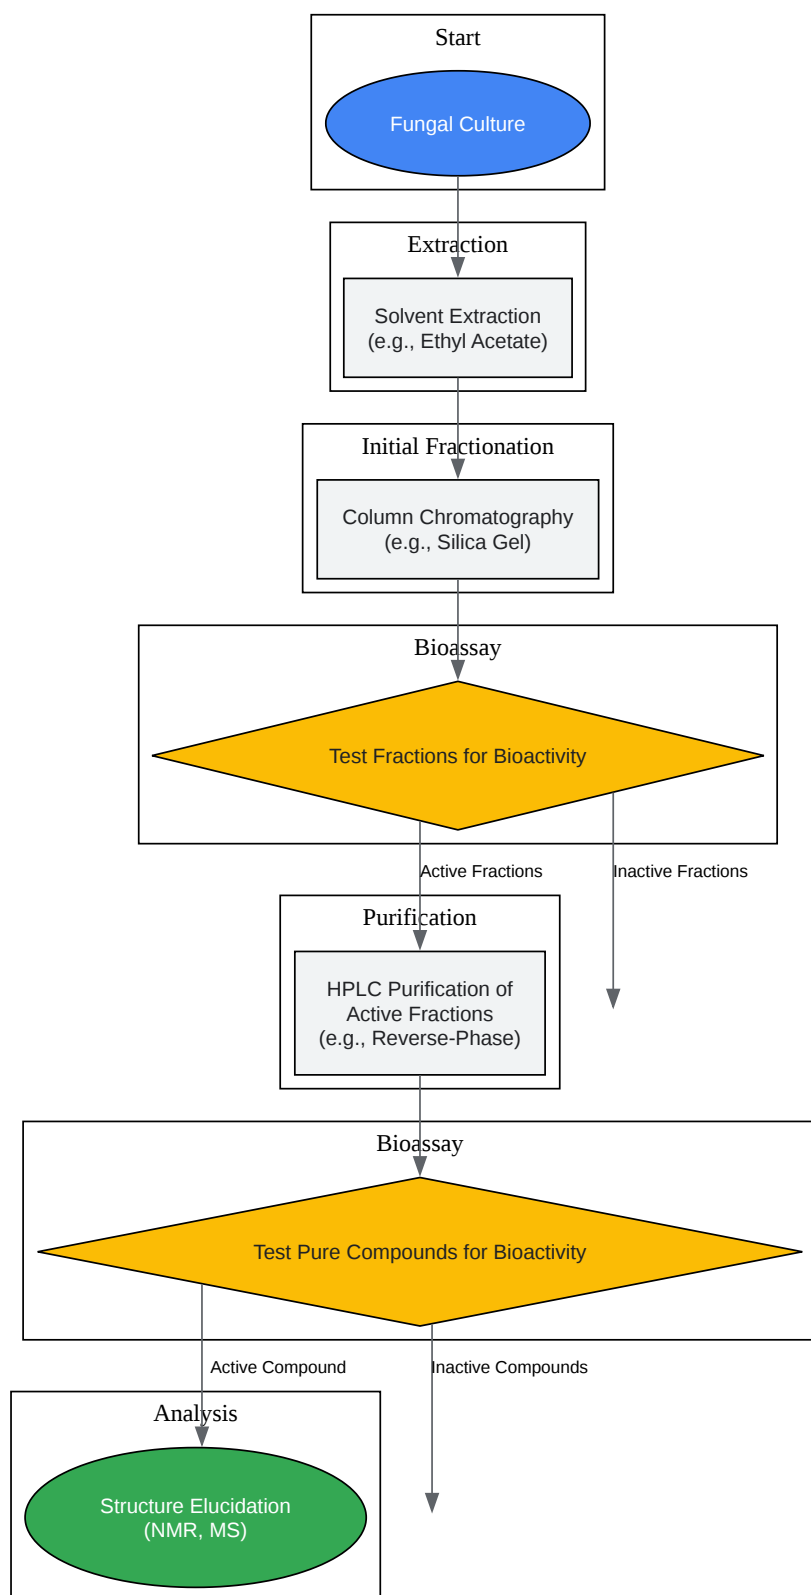 Start
Fungal Culture
Extraction
Solvent Extraction
(e.g., Ethyl Acetate)
Initial Fractionation
Column Chromatography
(e.g., Silica Gel)
Bioassay
Test Fractions for Bioactivity
Active Fractions
Inactive Fractions
Purification
HPLC Purification of
Active Fractions
(e.g., Reverse-Phase)
Bioassay
Test Pure Compounds for Bioactivity
Active Compound
Inactive Compounds
Analysis
Structure Elucidation
(NMR, MS)